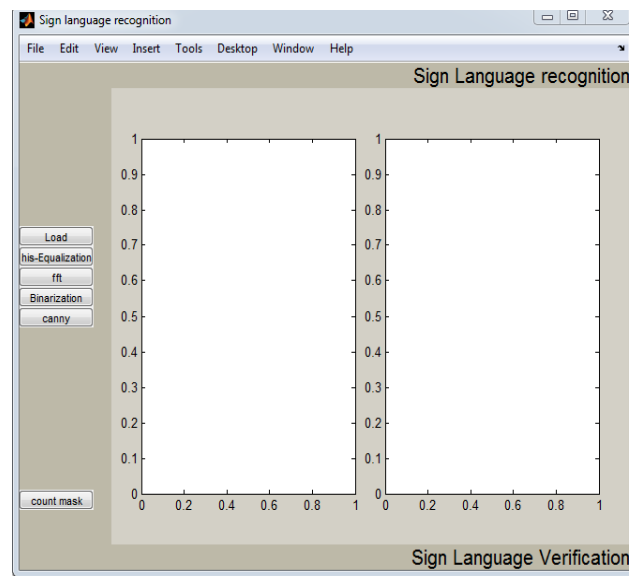 Sign language recognition
File Edit View Insert Tools Desktop Window Help
Sign Language recognition
1 1
0.9 0.9
0.8 0.8
Load 0.7 0.7
his-Equalization
fft 0.6 0.6
Binarization
canny 0.5 0.5
0.4 0.4
0.3 0.3
0.2 0.2
0.1 0.1
count mask 0 0
0 0.2 0.4 0.6 0.8 1 0 0.2 0.4 0.6 0.8 1
Sign Language Verification